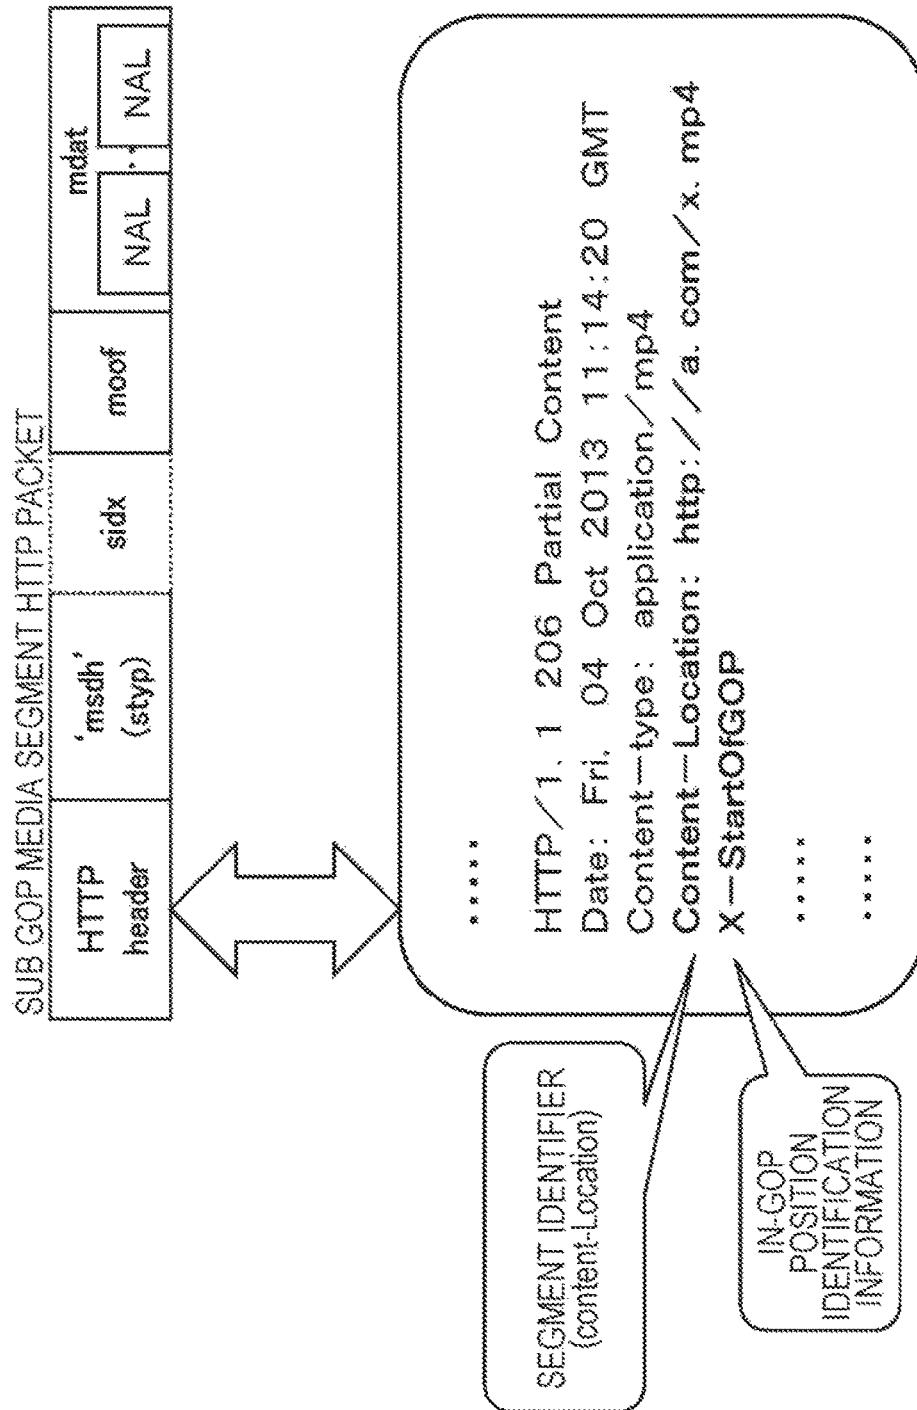 SUB GOP MEDIA SEGMENT HTTP PACKET
HTTP
header
‘msdh’
(styp)
sidx
moof
mdat
NAL
••
NAL
•••••
HTTP/1. 1 206 Partial Content
Date: Fri. 04 Oct 2013 11:14:20 GMT
Content-type: application/mp4
Content-Location: http://a. com/x. mp4
X-StartOfGOP
•••••
•••••
SEGMENT IDENTIFIER
(content-Location)
IN-GOP
POSITION
IDENTIFICATION
INFORMATION